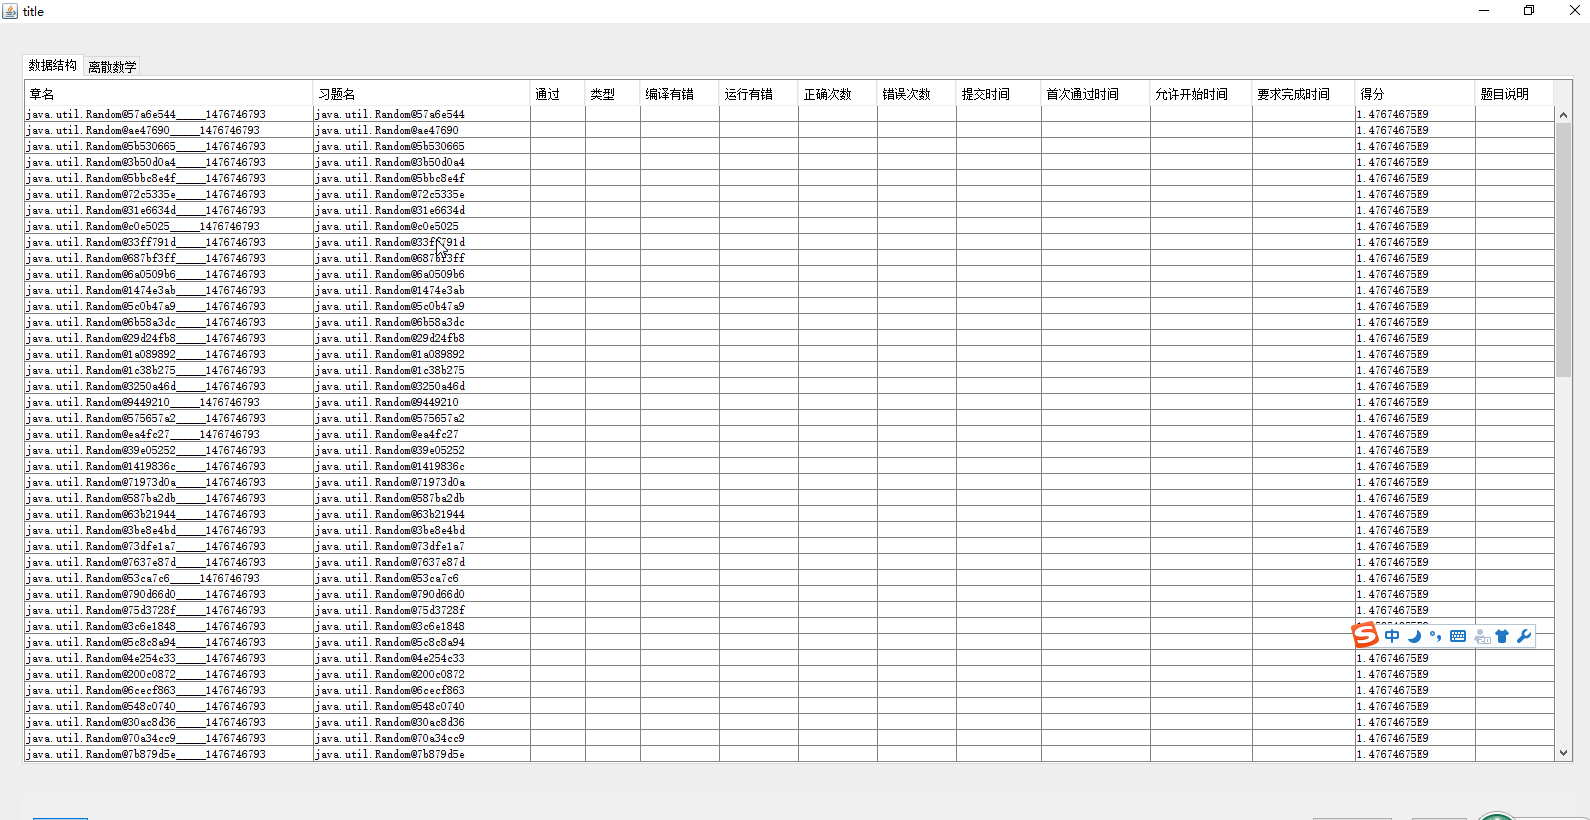 title
数据结构 离散数学
章名 习题名 通过 类型 编译有错 运行有错 正确次数 错误次数 提交时间 首次通过时间 允许开始时间 要求完成时间 得分 题目说明
java.util.Random@57a6e544_____1476746793 java.util.Random@57a6e544 1.47674675E9
java.util.Random@ae47690_____1476746793 java.util.Random@ae47690 1.47674675E9
java.util.Random@5b530665_____1476746793 java.util.Random@5b530665 1.47674675E9
java.util.Random@3b50d0a4_____1476746793 java.util.Random@3b50d0a4 1.47674675E9
java.util.Random@5bbc8e4f_____1476746793 java.util.Random@5bbc8e4f 1.47674675E9
java.util.Random@72c5335e_____1476746793 java.util.Random@72c5335e 1.47674675E9
java.util.Random@31e6634d_____1476746793 java.util.Random@31e6634d 1.47674675E9
java.util.Random@c0e5025_____1476746793 java.util.Random@c0e5025 1.47674675E9
java.util.Random@33ff791d_____1476746793 java.util.Random@33ff791d 1.47674675E9
java.util.Random@687bf3ff_____1476746793 java.util.Random@687bf3ff 1.47674675E9
java.util.Random@6a0509b6_____1476746793 java.util.Random@6a0509b6 1.47674675E9
java.util.Random@1474e3ab_____1476746793 java.util.Random@1474e3ab 1.47674675E9
java.util.Random@5c0b47a9_____1476746793 java.util.Random@5c0b47a9 1.47674675E9
java.util.Random@6b58a3dc_____1476746793 java.util.Random@6b58a3dc 1.47674675E9
java.util.Random@29d24fb8_____1476746793 java.util.Random@29d24fb8 1.47674675E9
java.util.Random@1a089892_____1476746793 java.util.Random@1a089892 1.47674675E9
java.util.Random@1c38b275_____1476746793 java.util.Random@1c38b275 1.47674675E9
java.util.Random@3250a46d_____1476746793 java.util.Random@3250a46d 1.47674675E9
java.util.Random@9449210_____1476746793 java.util.Random@9449210 1.47674675E9
java.util.Random@575657a2_____1476746793 java.util.Random@575657a2 1.47674675E9
java.util.Random@ea4fc27_____1476746793 java.util.Random@ea4fc27 1.47674675E9
java.util.Random@39e05252_____1476746793 java.util.Random@39e05252 1.47674675E9
java.util.Random@1419836c_____1476746793 java.util.Random@1419836c 1.47674675E9
java.util.Random@71973d0a_____1476746793 java.util.Random@71973d0a 1.47674675E9
java.util.Random@587ba2db_____1476746793 java.util.Random@587ba2db 1.47674675E9
java.util.Random@63b21944_____1476746793 java.util.Random@63b21944 1.47674675E9
java.util.Random@3be8e4bd_____1476746793 java.util.Random@3be8e4bd 1.47674675E9
java.util.Random@73dfe1a7_____1476746793 java.util.Random@73dfe1a7 1.47674675E9
java.util.Random@7637e87d_____1476746793 java.util.Random@7637e87d 1.47674675E9
java.util.Random@53ca7c6_____1476746793 java.util.Random@53ca7c6 1.47674675E9
java.util.Random@790d66d0_____1476746793 java.util.Random@790d66d0 1.47674675E9
java.util.Random@75d3728f_____1476746793 java.util.Random@75d3728f 1.47674675E9
java.util.Random@3c6e1848_____1476746793 java.util.Random@3c6e1848
java.util.Random@5c8c8a94_____1476746793 java.util.Random@5c8c8a94 中
java.util.Random@4e254c33_____1476746793 java.util.Random@4e254c33 1.47674675E9
java.util.Random@200c0872_____1476746793 java.util.Random@200c0872 1.47674675E9
java.util.Random@6cecf863_____1476746793 java.util.Random@6cecf863 1.47674675E9
java.util.Random@548c0740_____1476746793 java.util.Random@548c0740 1.47674675E9
java.util.Random@30ac8d36_____1476746793 java.util.Random@30ac8d36 1.47674675E9
java.util.Random@70a34cc9_____1476746793 java.util.Random@70a34cc9 1.47674675E9
java.util.Random@7b879d5e_____1476746793 java.util.Random@7b879d5e 1.47674675E9